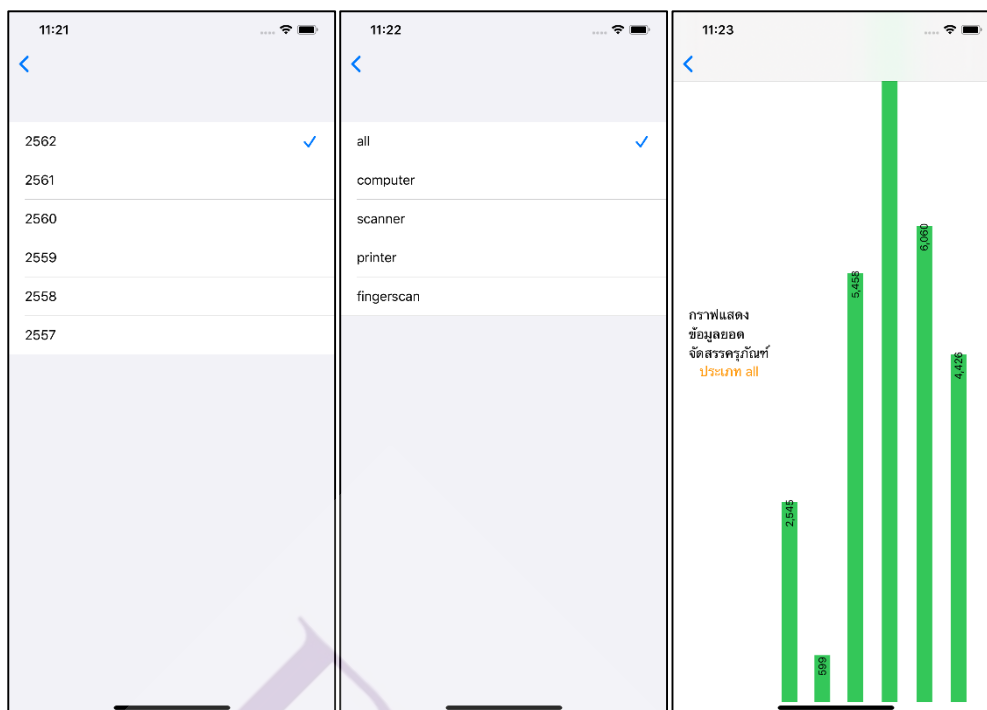 11:21
2562
2561
2560
2559
2558
2557
11:22
all
computer
scanner
printer
fingerscan
11:23
กราฟแสดง
ข้อมูลยอด
จัดสรรครุภัณฑ์
ประเภท all
2,545
599
5,458
6,060
4,426